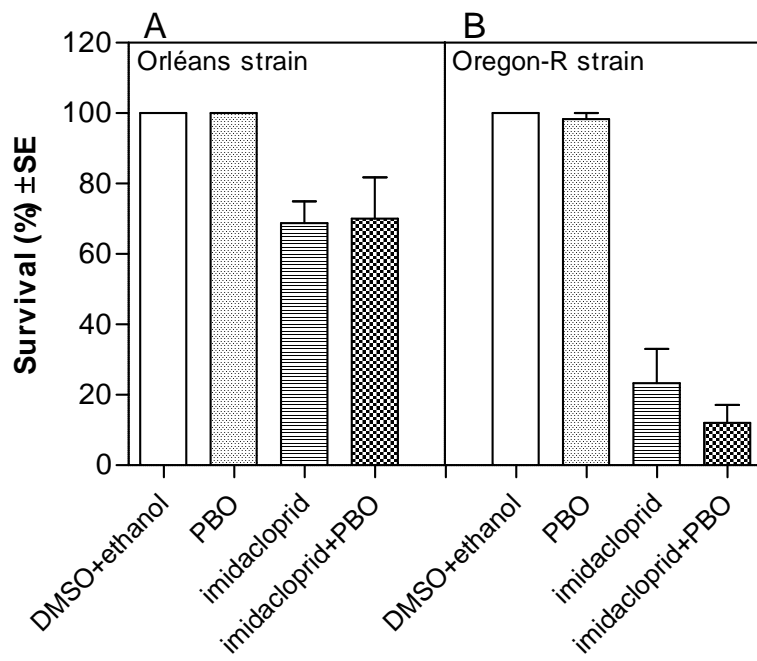 A
B
Orléans strain
Oregon-R strain
Survival (%) ±SE
120
100
80
60
40
20
0
DMSO+ethanol
PBO
imidacloprid
imidacloprid+PBO
DMSO+ethanol
PBO
imidacloprid
imidacloprid+PBO